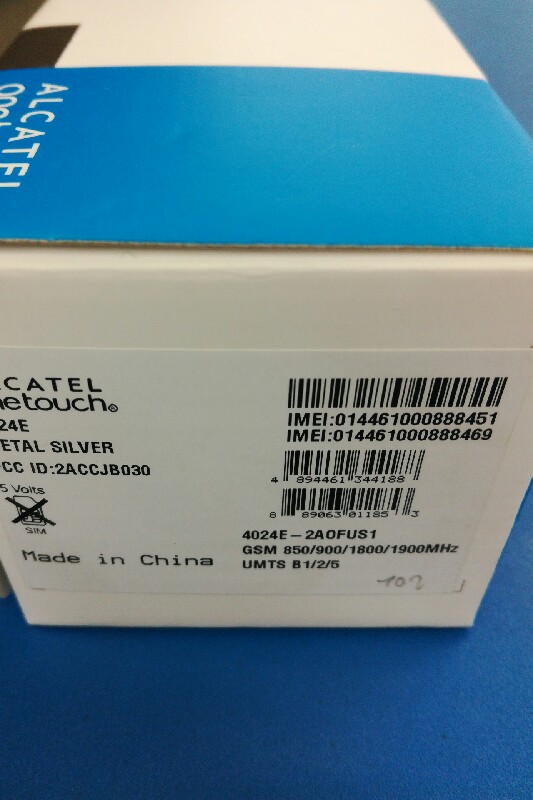 ALCATEL
CATEL
etouch®
24E
ETAL SILVER
CC ID:2ACCJB030
5 Volts
SIM
Made in China
IMEI:014461000888451
IMEI:014461000888469
4 894461 344188
8 89063 01185 3
4024E-2AOFUS1
GSM 850/900/1800/1900MHz
UMTS B1/2/5
102